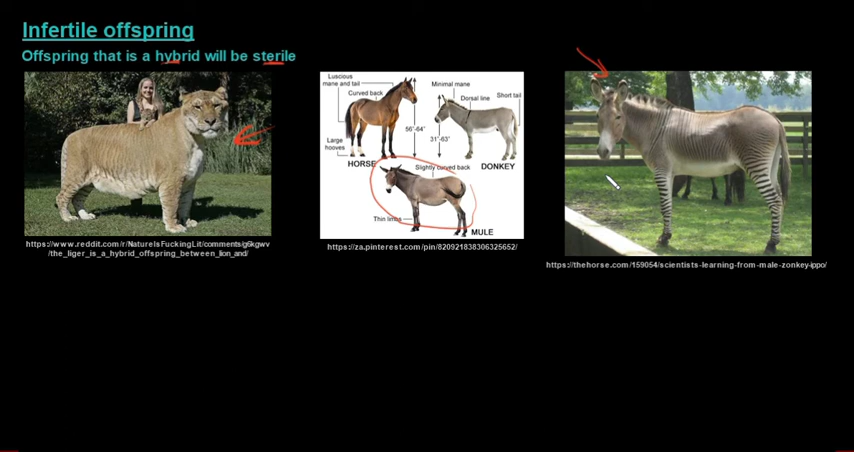 Infertile offspring
Offspring that is a hybrid will be sterile
Luscious
mane and tail
Curved back
Large
hooves
56"-64"
HORSE
Minimal mane
Dorsal line
Short tail
31"-63"
DONKEY
Slightly curved back
Thin limbs
MULE
https://www.reddit.com/r/NatureIsFuckingLit/comments/g6kgwv
/the_liger_is_a_hybrid_offspring_between_lion_and/
https://za.pinterest.com/pin/820921838306325652/
https://thehorse.com/159054/scientists-learning-from-male-zonkey-ippo/